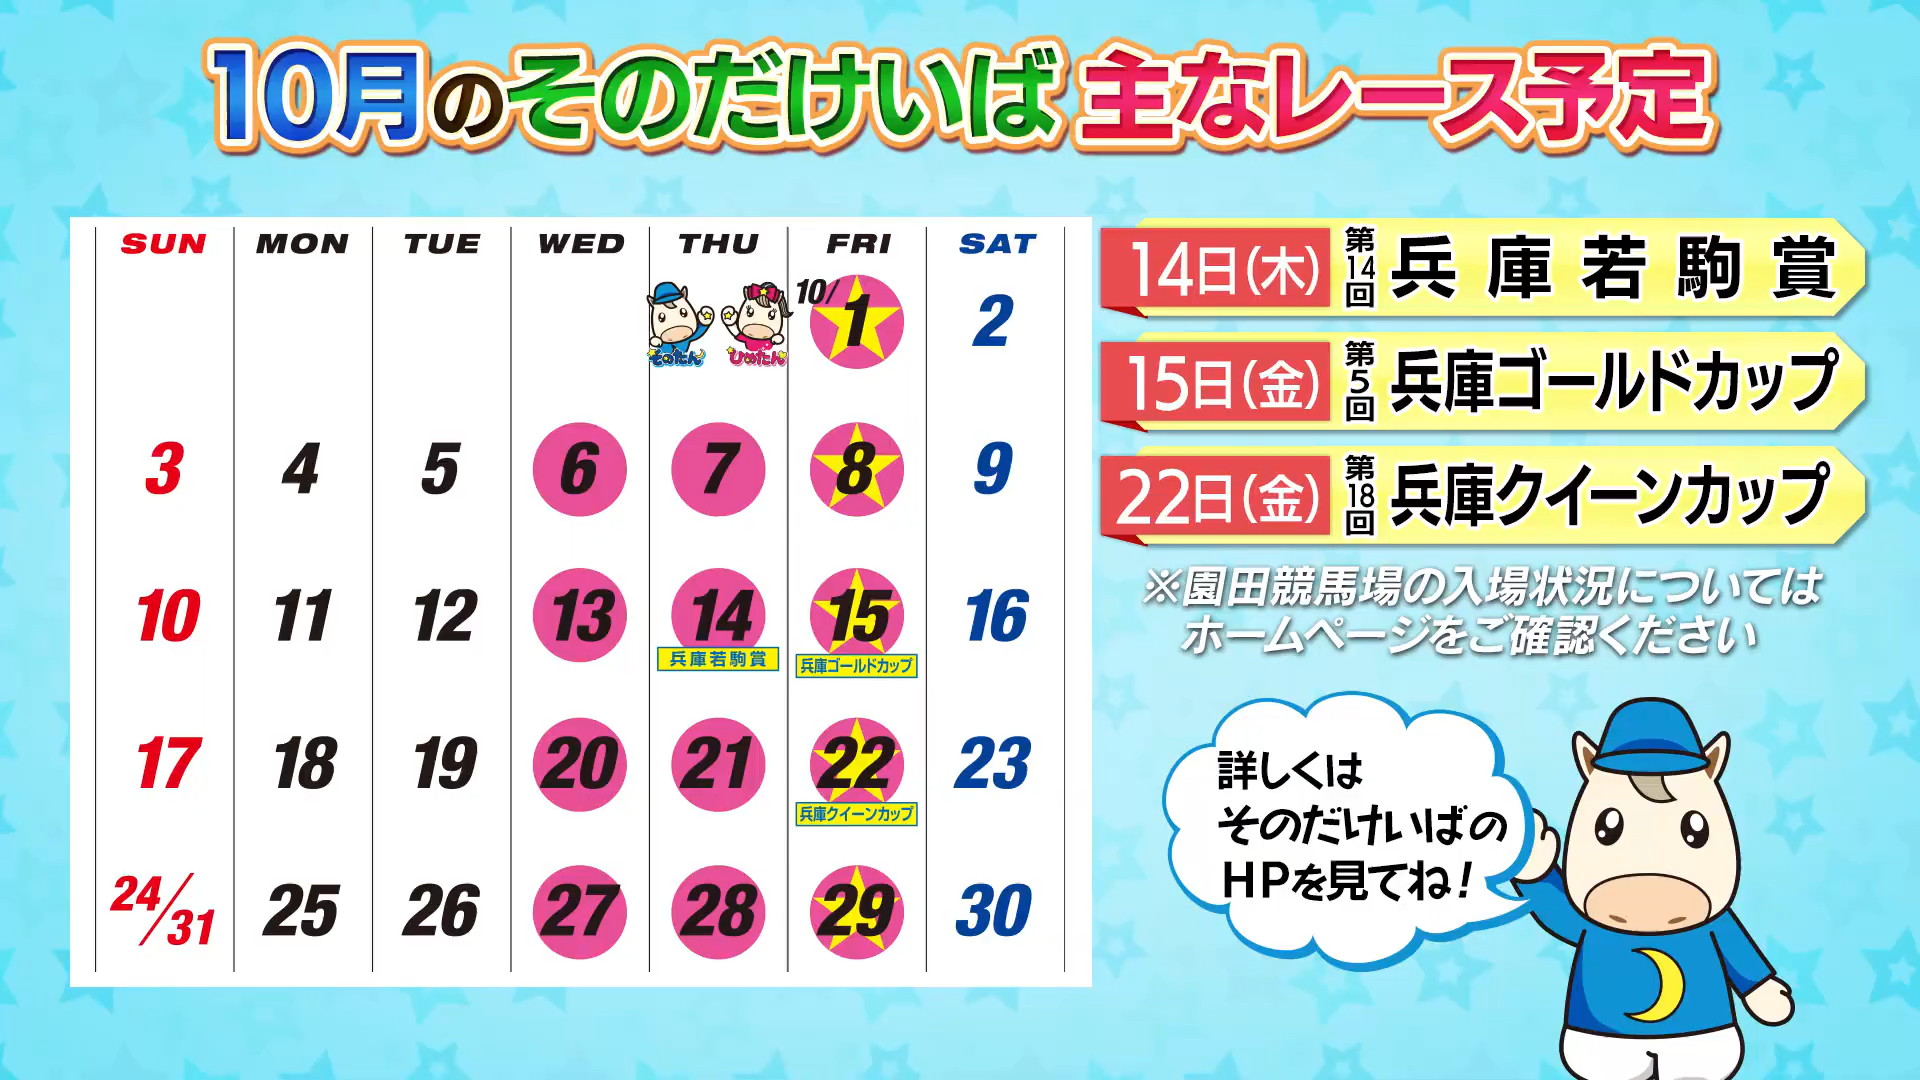 10月のそのだけいば 主なレース予定
SUN MON TUE WED THU FRI SAT
そのたん ひめたん 10/1 2
3 4 5 6 7 8 9
10 11 12 13 14 15 16
兵庫若駒賞 兵庫ゴールドカップ
17 18 19 20 21 22 23
兵庫クイーンカップ
24/31 25 26 27 28 29 30
14日(木) 第14回 兵庫若駒賞
15日(金) 第5回 兵庫ゴールドカップ
22日(金) 第18回 兵庫クイーンカップ
※園田競馬場の入場状況については
ホームページをご確認ください
詳しくは
そのだけいばの
HPを見てね!